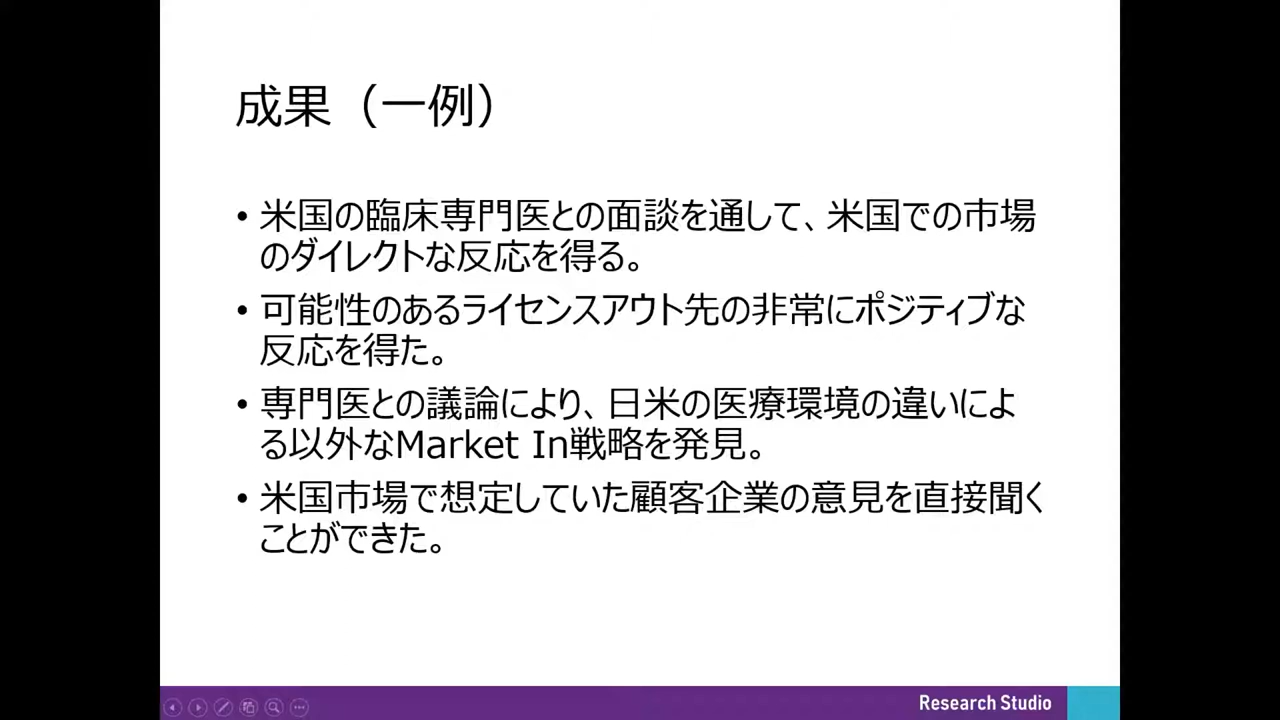 成果（一例）
• 米国の臨床専門医との面談を通して、米国での市場
のダイレクトな反応を得る。
• 可能性のあるライセンスアウト先の非常にポジティブな
反応を得た。
• 専門医との議論により、日米の医療環境の違いによ
る以外なMarket In戦略を発見。
• 米国市場で想定していた顧客企業の意見を直接聞く
ことができた。
Research Studio